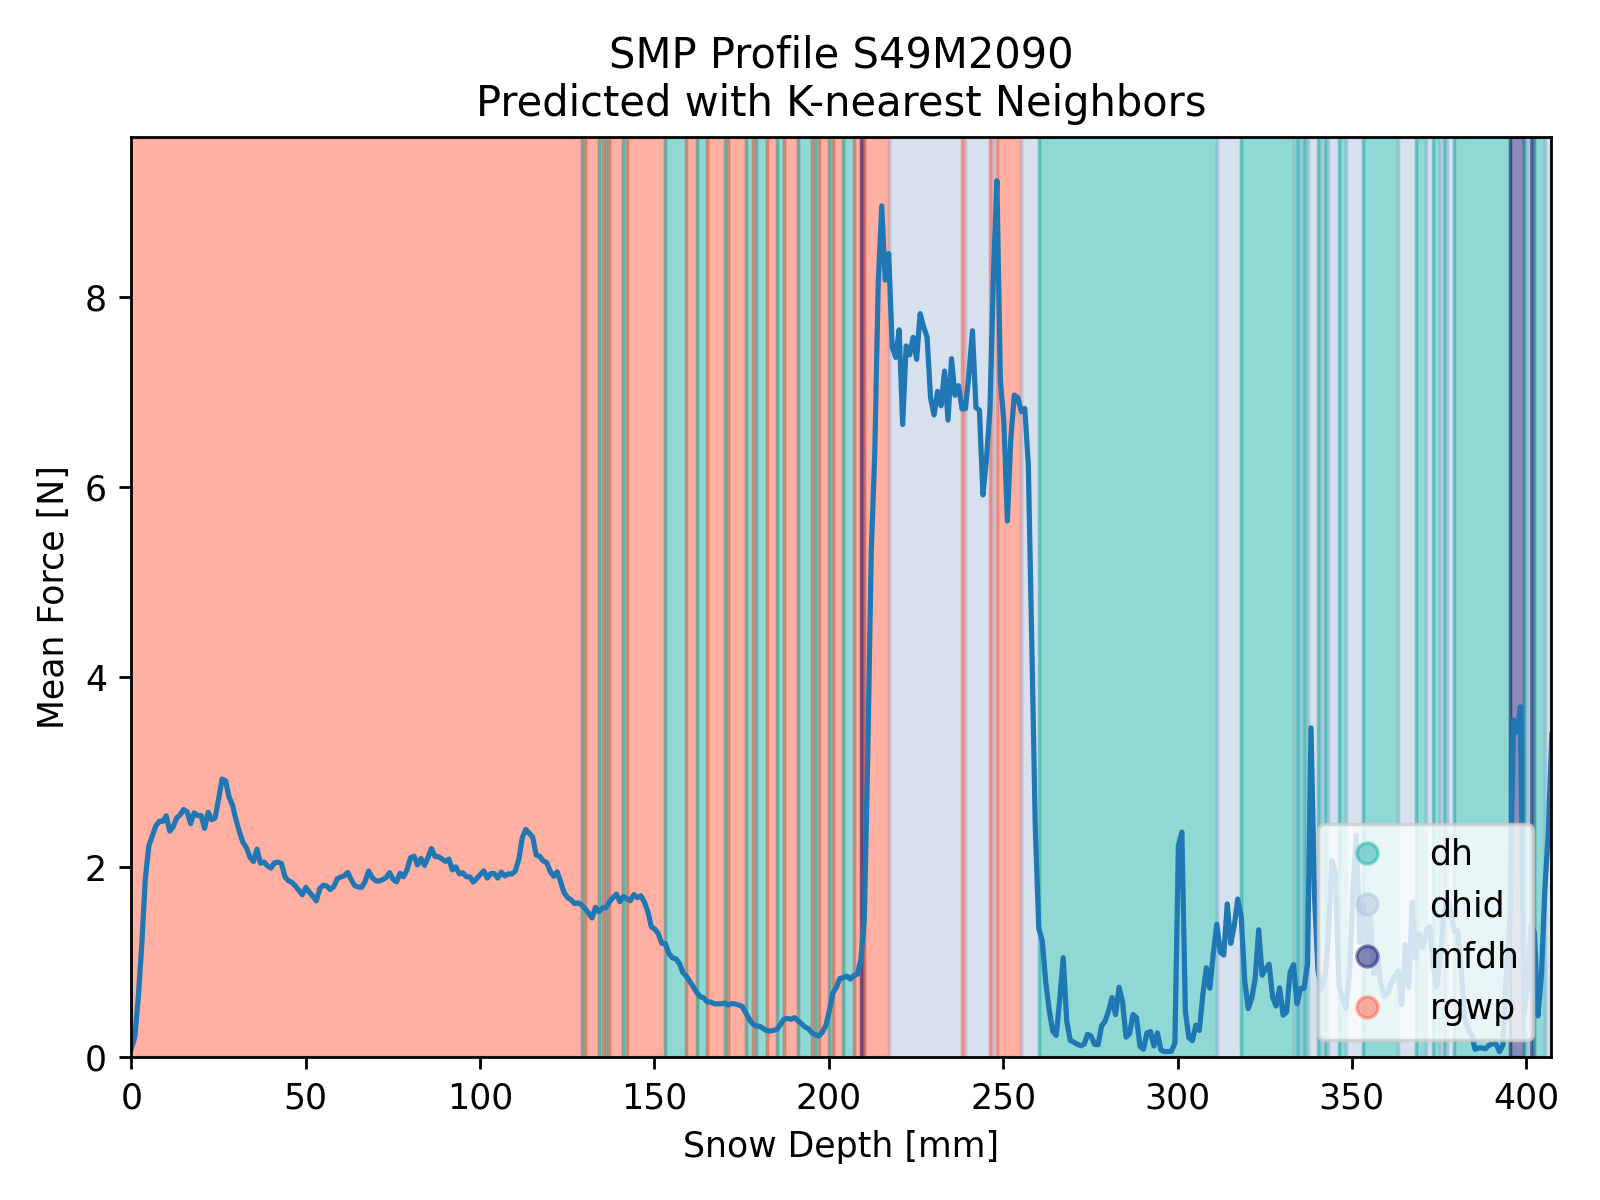 SMP Profile S49M2090
Predicted with K-nearest Neighbors
Mean Force [N]
8
6
4
2
0
dh
dhid
mfdh
rgwp
0 50 100 150 200 250 300 350 400
Snow Depth [mm]